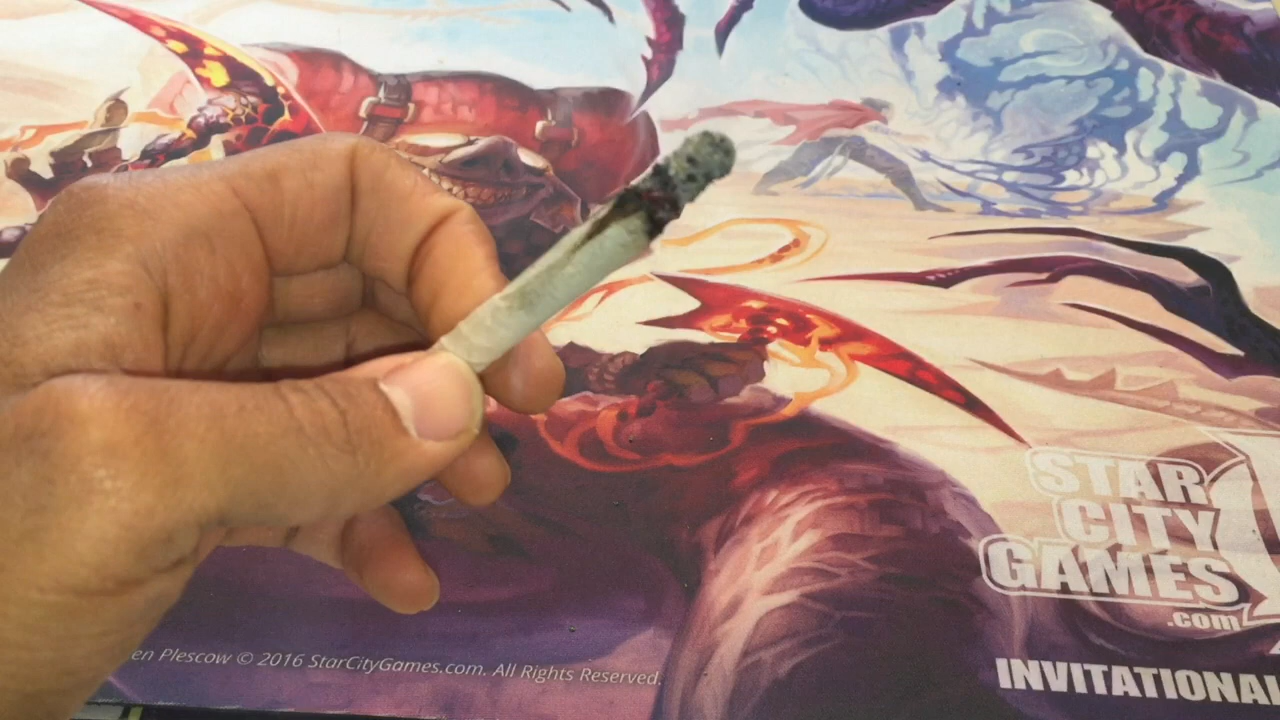 STAR
CITY
GAMES
.com
INVITATIONAL
en Plescow © 2016 StarCityGames.com. All Rights Reserved.